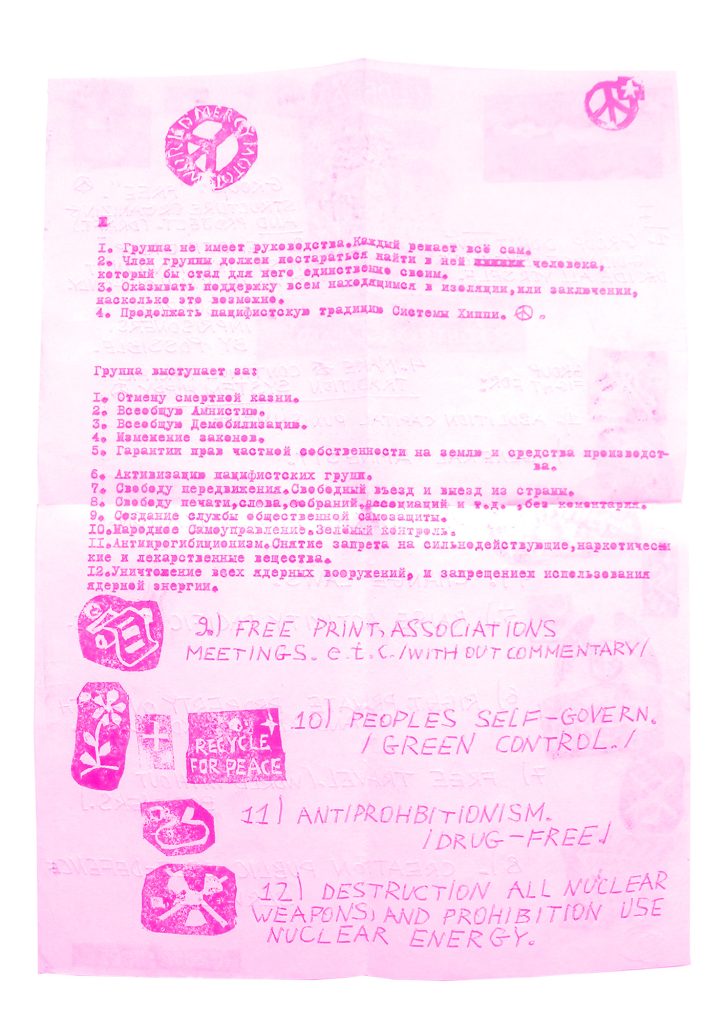 I. Группа не имеет руководства.Каждый решает всё сам.
2. Член группы должен постараться найти в ней человека,
который бы стал для него единственно своим.
3. Оказывать поддержку всем находящимся в изоляции,или заключении,
насколько это возможно.
4. Продолжать пацифистскую традицию Системы Хиппи. ☮ .
Группа выступает за:
I. Отмену смертной казни.
2. Всеобщую Амнистию.
3. Всеобщую Демобилизацию.
4. Изменение законов.
5. Гарантии прав частной собственности на землю и средства производст-
ва.
6. Активизацию пацифистских групп.
7. Свободу передвижения.Свободный въезд и выезд из страны.
8. Свободу печати,слова,собраний,ассоциаций и т.д. ,без коментария.
9. Создание службы общественной самозащиты.
I0.Народное Самоуправление.Зелёный контроль.
II.Антипрогибиционизм.Снятие запрета на сильнодействующие,наркотичесн
кие и лекарственные вещества.
I2.Уничтожение всех ядерных вооружений, и запрещением использования
ядерной энергии.
9.) FREE PRINT, ASSOCIATIONS
MEETINGS. e.t.c. /WITH OUT COMMENTARY/.
10) PEOPLES SELF-GOVERN.
/GREEN CONTROL./
RECYCLE
FOR PEACE
11) ANTIPROHBITIONISM.
/DRUG-FREE/
12) DESTRUCTION ALL NUCLEAR
WEAPONS, AND PROHIBITION USE
NUCLEAR ENERGY.